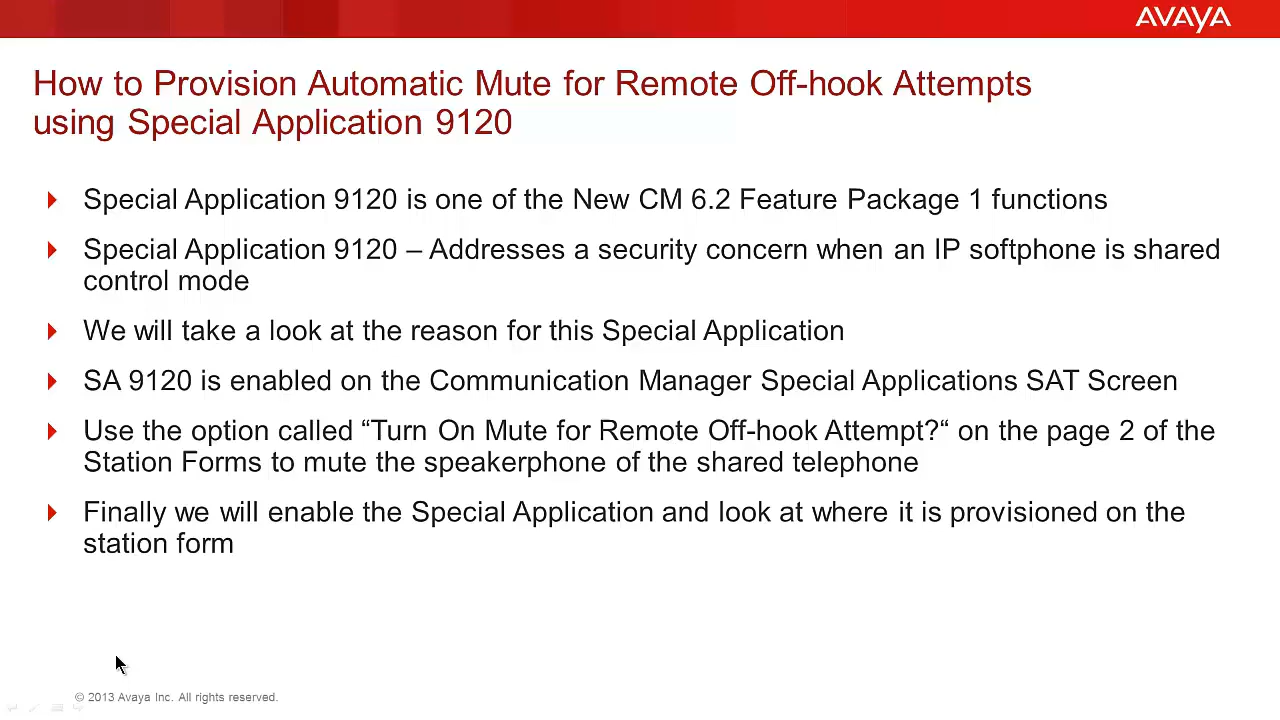 AVAYA
How to Provision Automatic Mute for Remote Off-hook Attempts
using Special Application 9120
Special Application 9120 is one of the New CM 6.2 Feature Package 1 functions
Special Application 9120 – Addresses a security concern when an IP softphone is shared
control mode
We will take a look at the reason for this Special Application
SA 9120 is enabled on the Communication Manager Special Applications SAT Screen
Use the option called “Turn On Mute for Remote Off-hook Attempt?“ on the page 2 of the
Station Forms to mute the speakerphone of the shared telephone
Finally we will enable the Special Application and look at where it is provisioned on the
station form
© 2013 Avaya Inc. All rights reserved.